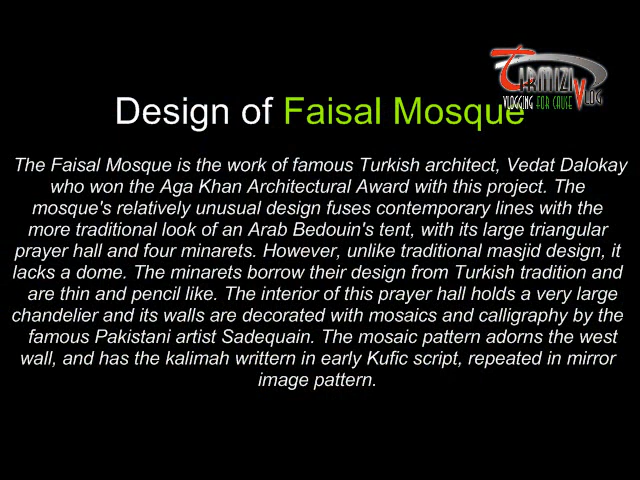 TIRMIZI
VLOGGING FOR CAUSE VLOG
Design of Faisal Mosque
The Faisal Mosque is the work of famous Turkish architect, Vedat Dalokay
who won the Aga Khan Architectural Award with this project. The
mosque's relatively unusual design fuses contemporary lines with the
more traditional look of an Arab Bedouin's tent, with its large triangular
prayer hall and four minarets. However, unlike traditional masjid design, it
lacks a dome. The minarets borrow their design from Turkish tradition and
are thin and pencil like. The interior of this prayer hall holds a very large
chandelier and its walls are decorated with mosaics and calligraphy by the
famous Pakistani artist Sadequain. The mosaic pattern adorns the west
wall, and has the kalimah writtern in early Kufic script, repeated in mirror
image pattern.